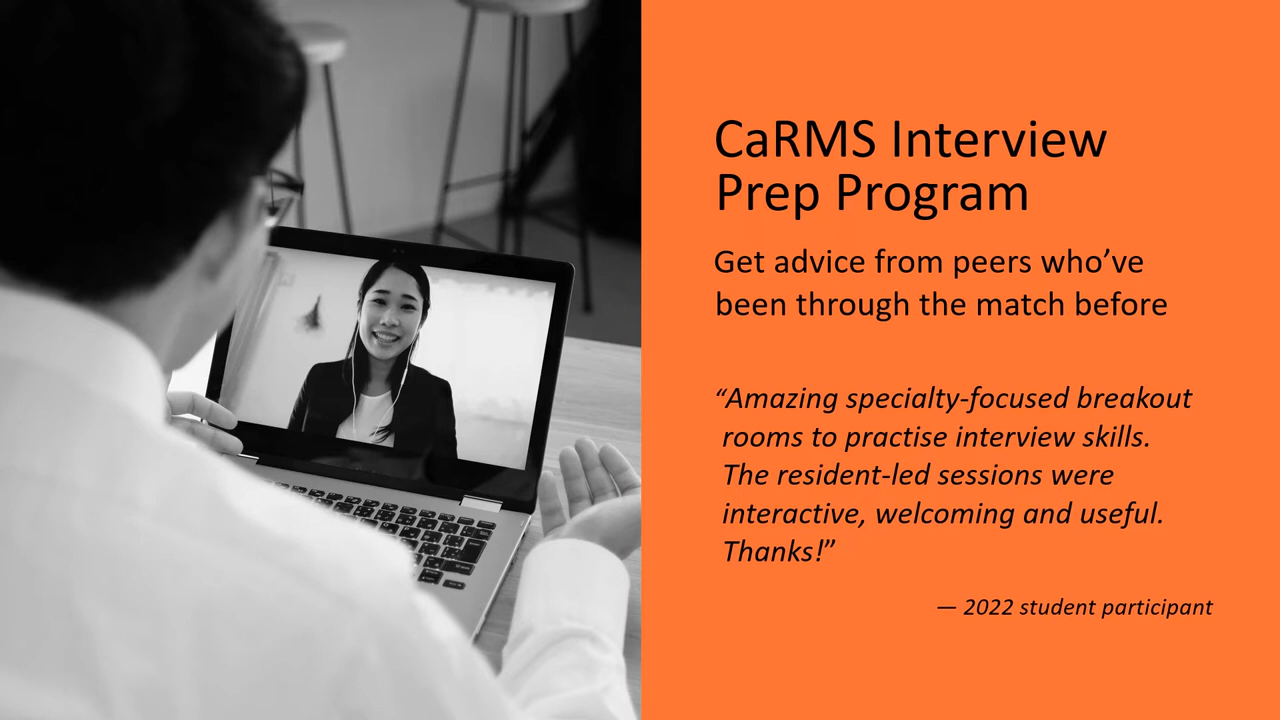 CaRMS Interview
Prep Program
Get advice from peers who’ve
been through the match before
“Amazing specialty-focused breakout
rooms to practise interview skills.
The resident-led sessions were
interactive, welcoming and useful.
Thanks!”
— 2022 student participant